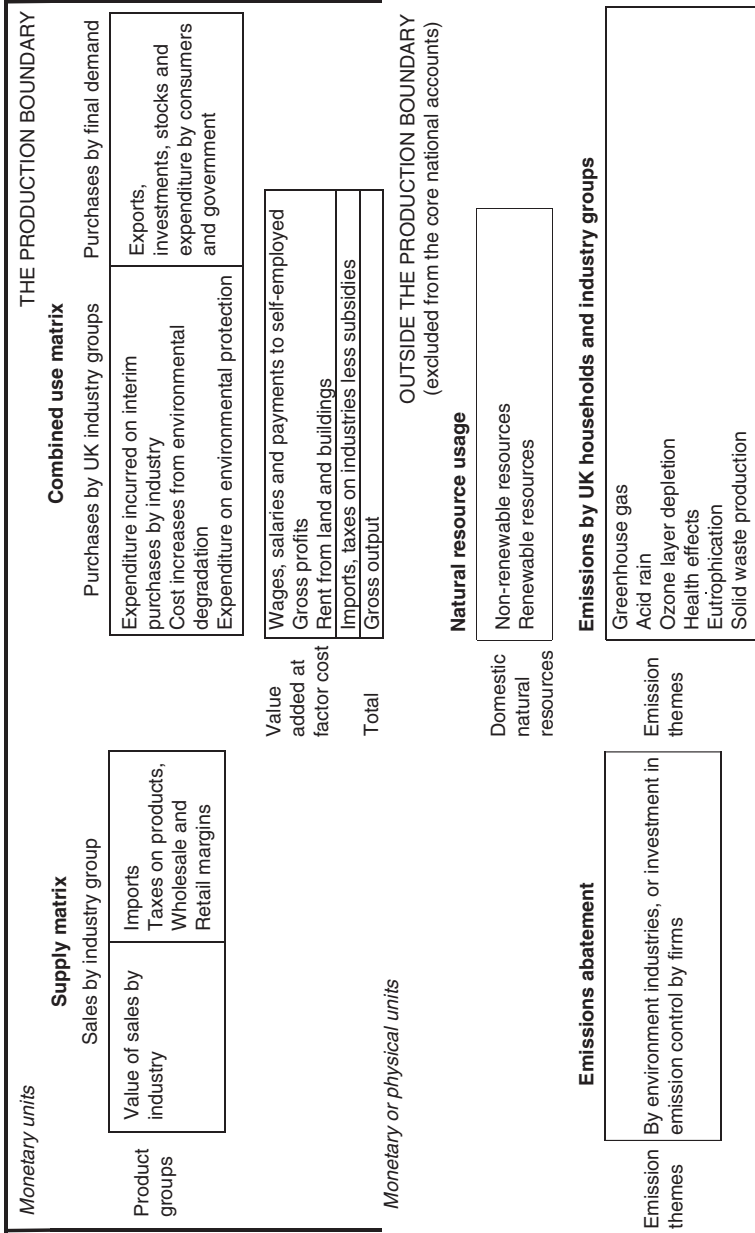 Monetary units
THE PRODUCTION BOUNDARY
Supply matrix
Sales by industry group
Product
groups
Value of sales by
industry
Imports
Taxes on products,
Wholesale and
Retail margins
Combined use matrix
Purchases by UK industry groups
Purchases by final demand
Expenditure incurred on interim
purchases by industry
Cost increases from environmental
degradation
Expenditure on environmental protection
Exports,
investments, stocks and
expenditure by consumers
and government
Value
added at
factor cost
Wages, salaries and payments to self-employed
Gross profits
Rent from land and buildings
Imports, taxes on industries less subsidies
Total
Gross output
Monetary or physical units
OUTSIDE THE PRODUCTION BOUNDARY
(excluded from the core national accounts)
Natural resource usage
Domestic
natural
resources
Non-renewable resources
Renewable resources
Emissions abatement
Emission
themes
By environment industries, or investment in
emission control by firms
Emissions by UK households and industry groups
Emission
themes
Greenhouse gas
Acid rain
Ozone layer depletion
Health effects
Eutrophication
Solid waste production